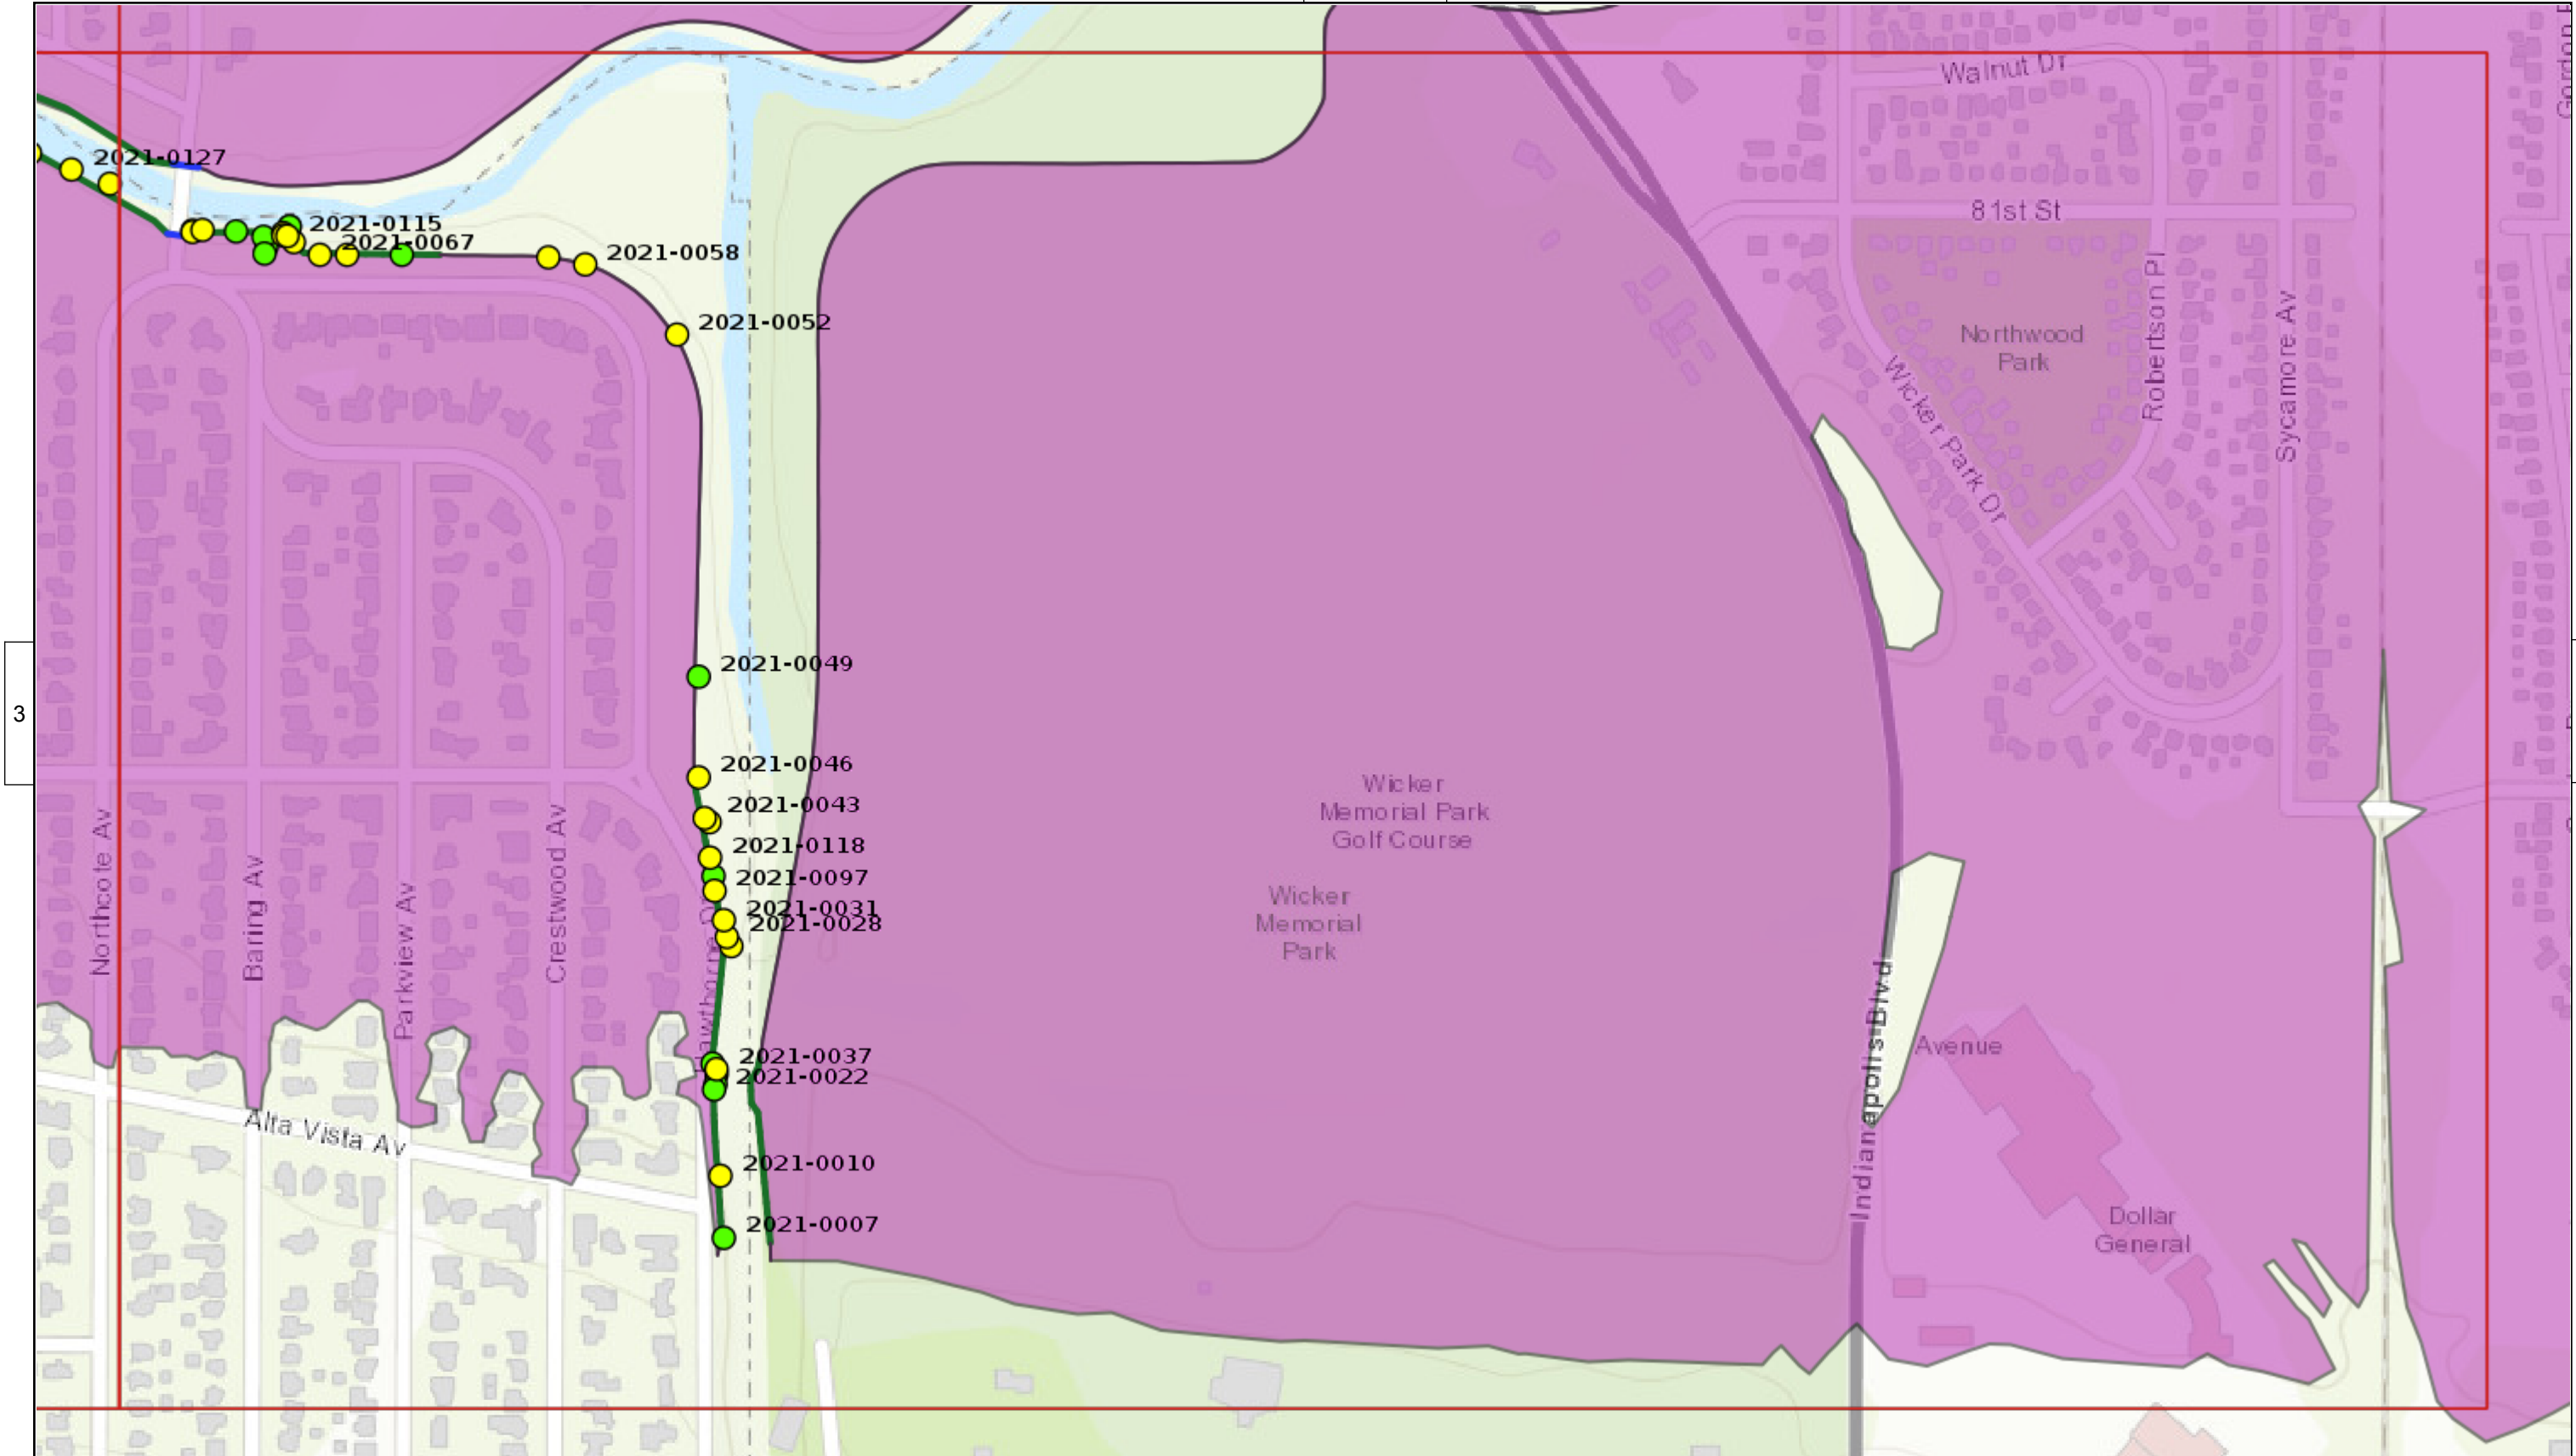 Walnut Dr
2021-0127
81st St
2021-0115
2021-0067
2021-0058
2021-0052
Northwood
Park
Robertson Pl
Sycamore Av
Wicker Park Dr
2021-0049
3
2021-0046
Wicker
Memorial Park
Golf Course
2021-0043
2021-0118
2021-0097
Wicker
Memorial
Park
2021-0031
2021-0028
Northcote Av
Baring Av
Parkview Av
Crestwood Av
2021-0037
2021-0022
Avenue
Indianapolis Blvd
Alta Vista Av
2021-0010
2021-0007
Dollar
General